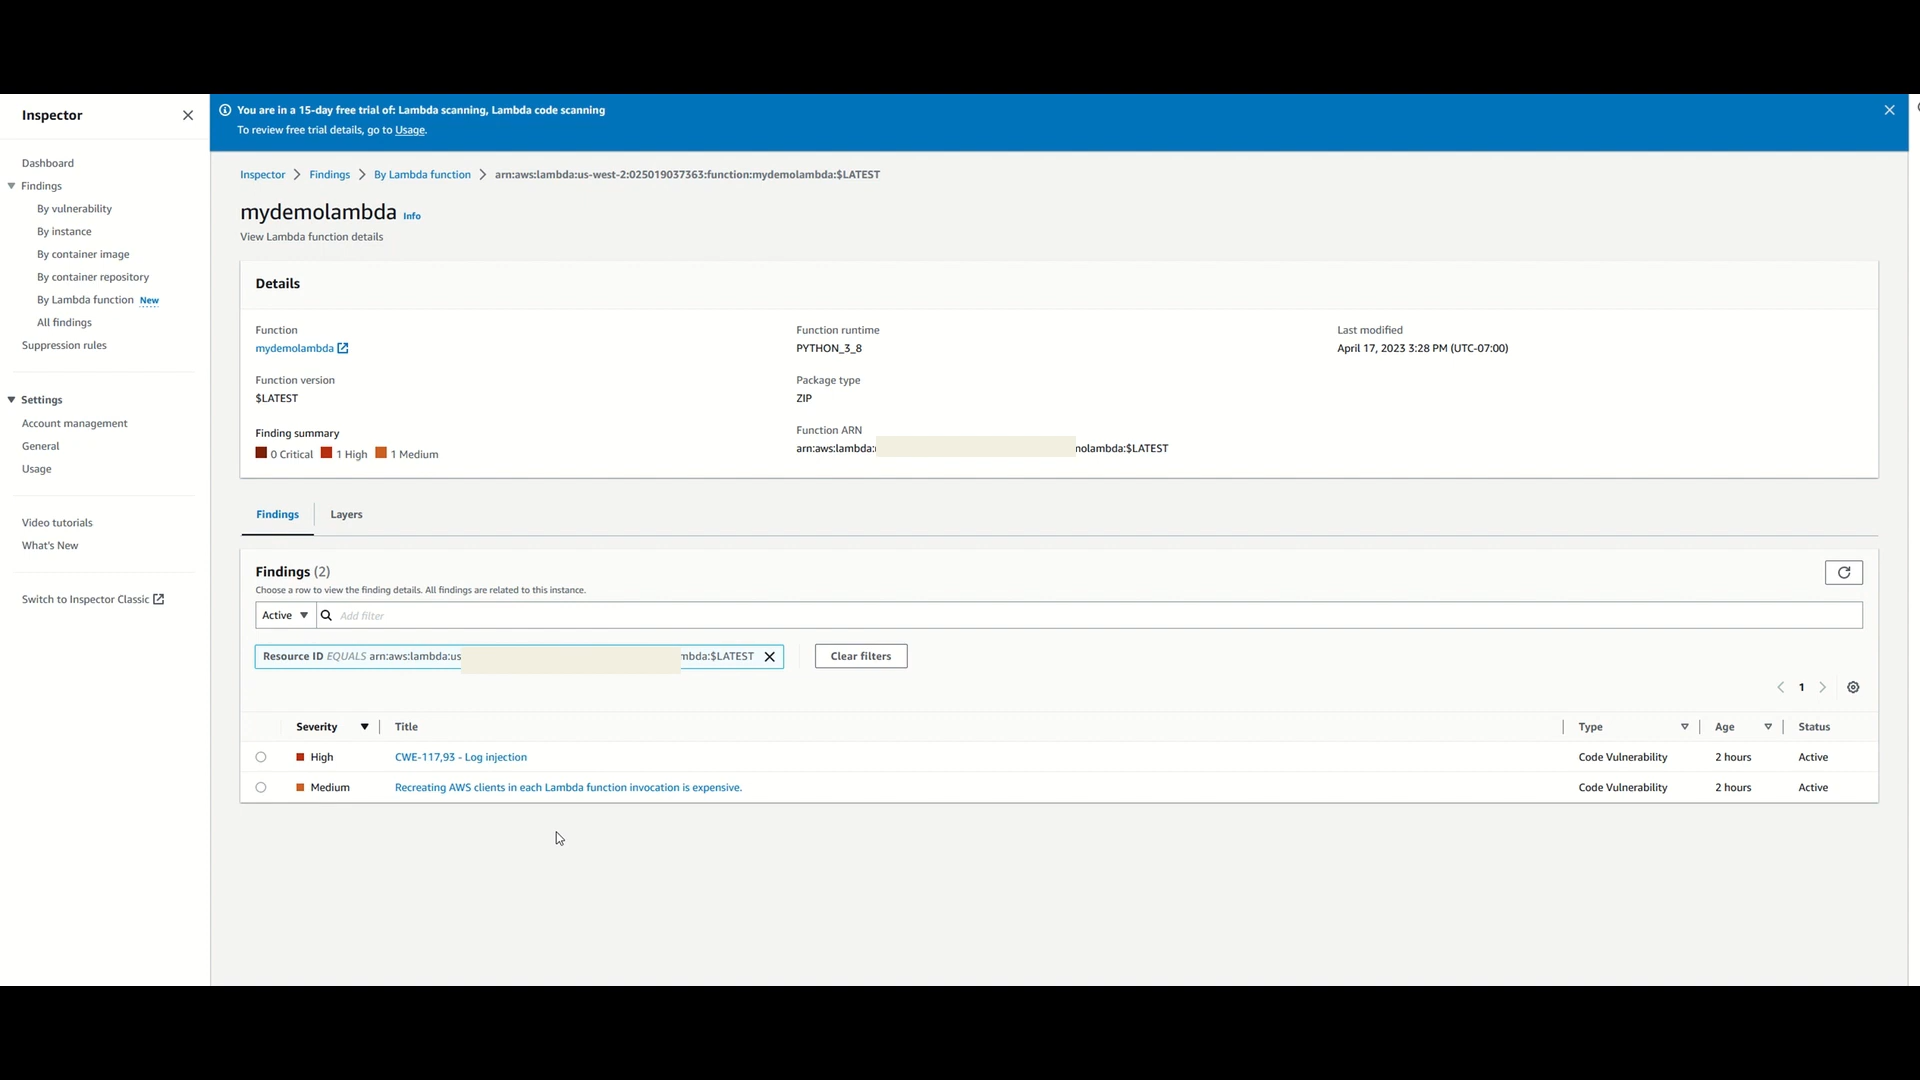 Inspector
You are in a 15-day free trial of: Lambda scanning, Lambda code scanning
To review free trial details, go to Usage.
Dashboard
Findings
By vulnerability
By instance
By container image
By container repository
By Lambda function New
All findings
Suppression rules
Settings
Account management
General
Usage
Video tutorials
What's New
Switch to Inspector Classic
Inspector > Findings > By Lambda function > arn:aws:lambda:us-west-2:025019037363:function:mydemolambda:$LATEST
mydemolambda Info
View Lambda function details
Details
Function
mydemolambda
Function version
$LATEST
Finding summary
0 Critical 1 High 1 Medium
Function runtime
PYTHON_3_8
Package type
ZIP
Function ARN
arn:aws:lambda: nolambda:$LATEST
Last modified
April 17, 2023 3:28 PM (UTC-07:00)
Findings Layers
Findings (2)
Choose a row to view the finding details. All findings are related to this instance.
Active Add filter
Resource ID EQUALS arn:aws:lambda:us mbda:$LATEST Clear filters
1
Severity Title Type Age Status
High CWE-117,93 - Log injection Code Vulnerability 2 hours Active
Medium Recreating AWS clients in each Lambda function invocation is expensive. Code Vulnerability 2 hours Active